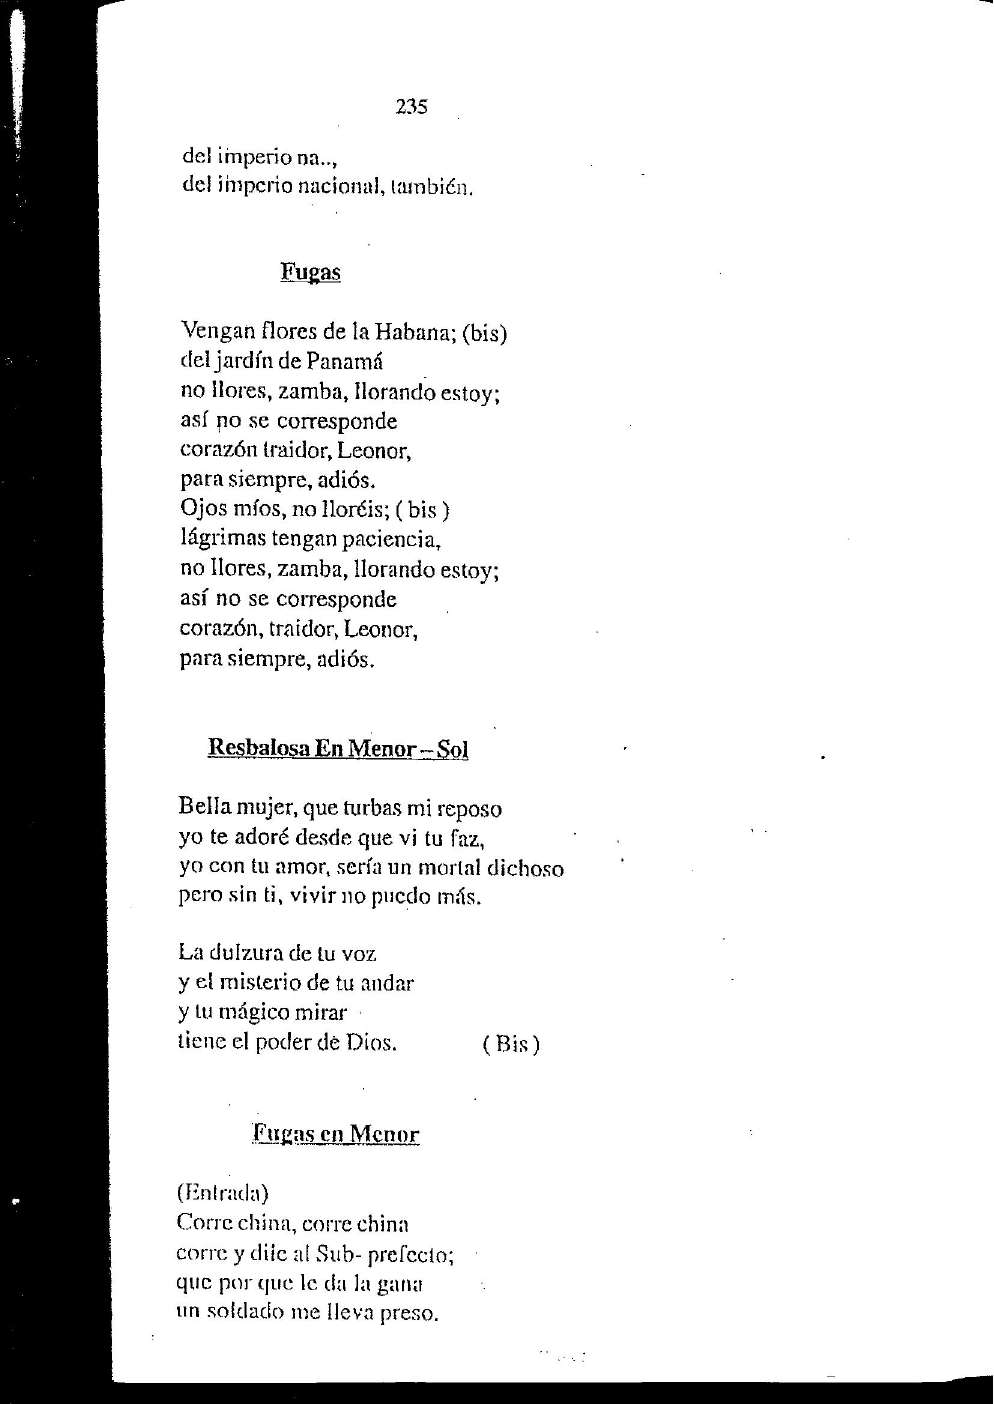 235
del imperio na..,
del imperio nacional, también.
Fugas
Vengan flores de la Habana; (bis)
del jardín de Panamá
no llores, zamba, llorando estoy;
así no se corresponde
corazón traidor, Leonor,
para siempre, adiós.
Ojos míos, no lloréis; ( bis )
lágrimas tengan paciencia,
no llores, zamba, llorando estoy;
así no se corresponde
corazón, traidor, Leonor,
para siempre, adiós.
Resbalosa En Menor – Sol
Bella mujer, que turbas mi reposo
yo te adoré desde que vi tu faz,
yo con tu amor, sería un mortal dichoso
pero sin ti, vivir no puedo más.
La dulzura de tu voz
y el misterio de tu andar
y tu mágico mirar
tiene el poder de Dios. ( Bis )
Fugas en Menor
(Entrada)
Corre china, corre china
corre y dile al Sub- prefecto;
que por que le da la gana
un soldado me lleva preso.